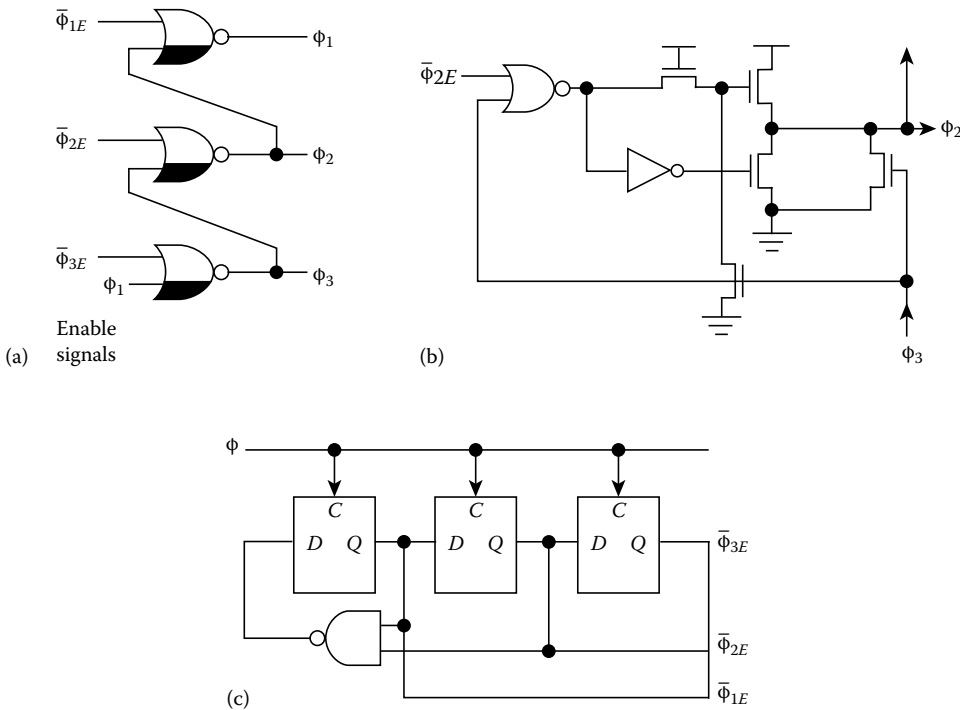 ϕ̄1E
ϕ1
ϕ̄2E
ϕ2
ϕ̄3E
ϕ1
ϕ3
Enable
signals
(a)
ϕ̄2E
ϕ2
ϕ3
(b)
ϕ
C
D Q
C
D Q
C
D Q
ϕ̄3E
ϕ̄2E
ϕ̄1E
(c)